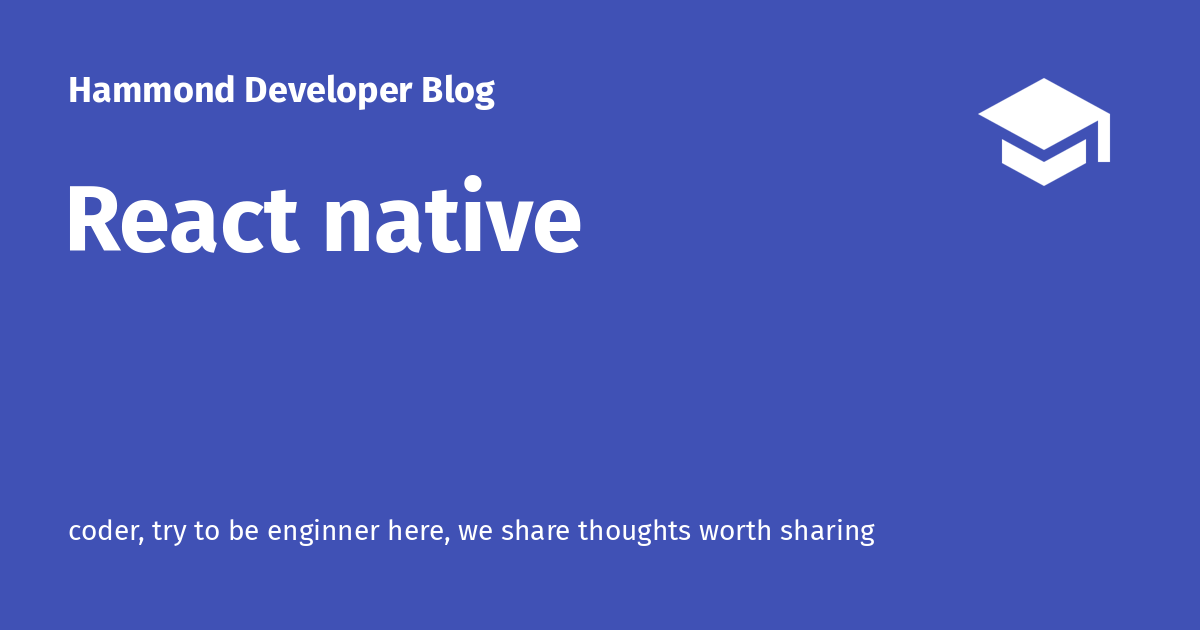 Hammond Developer Blog
React native
coder, try to be enginner here, we share thoughts worth sharing